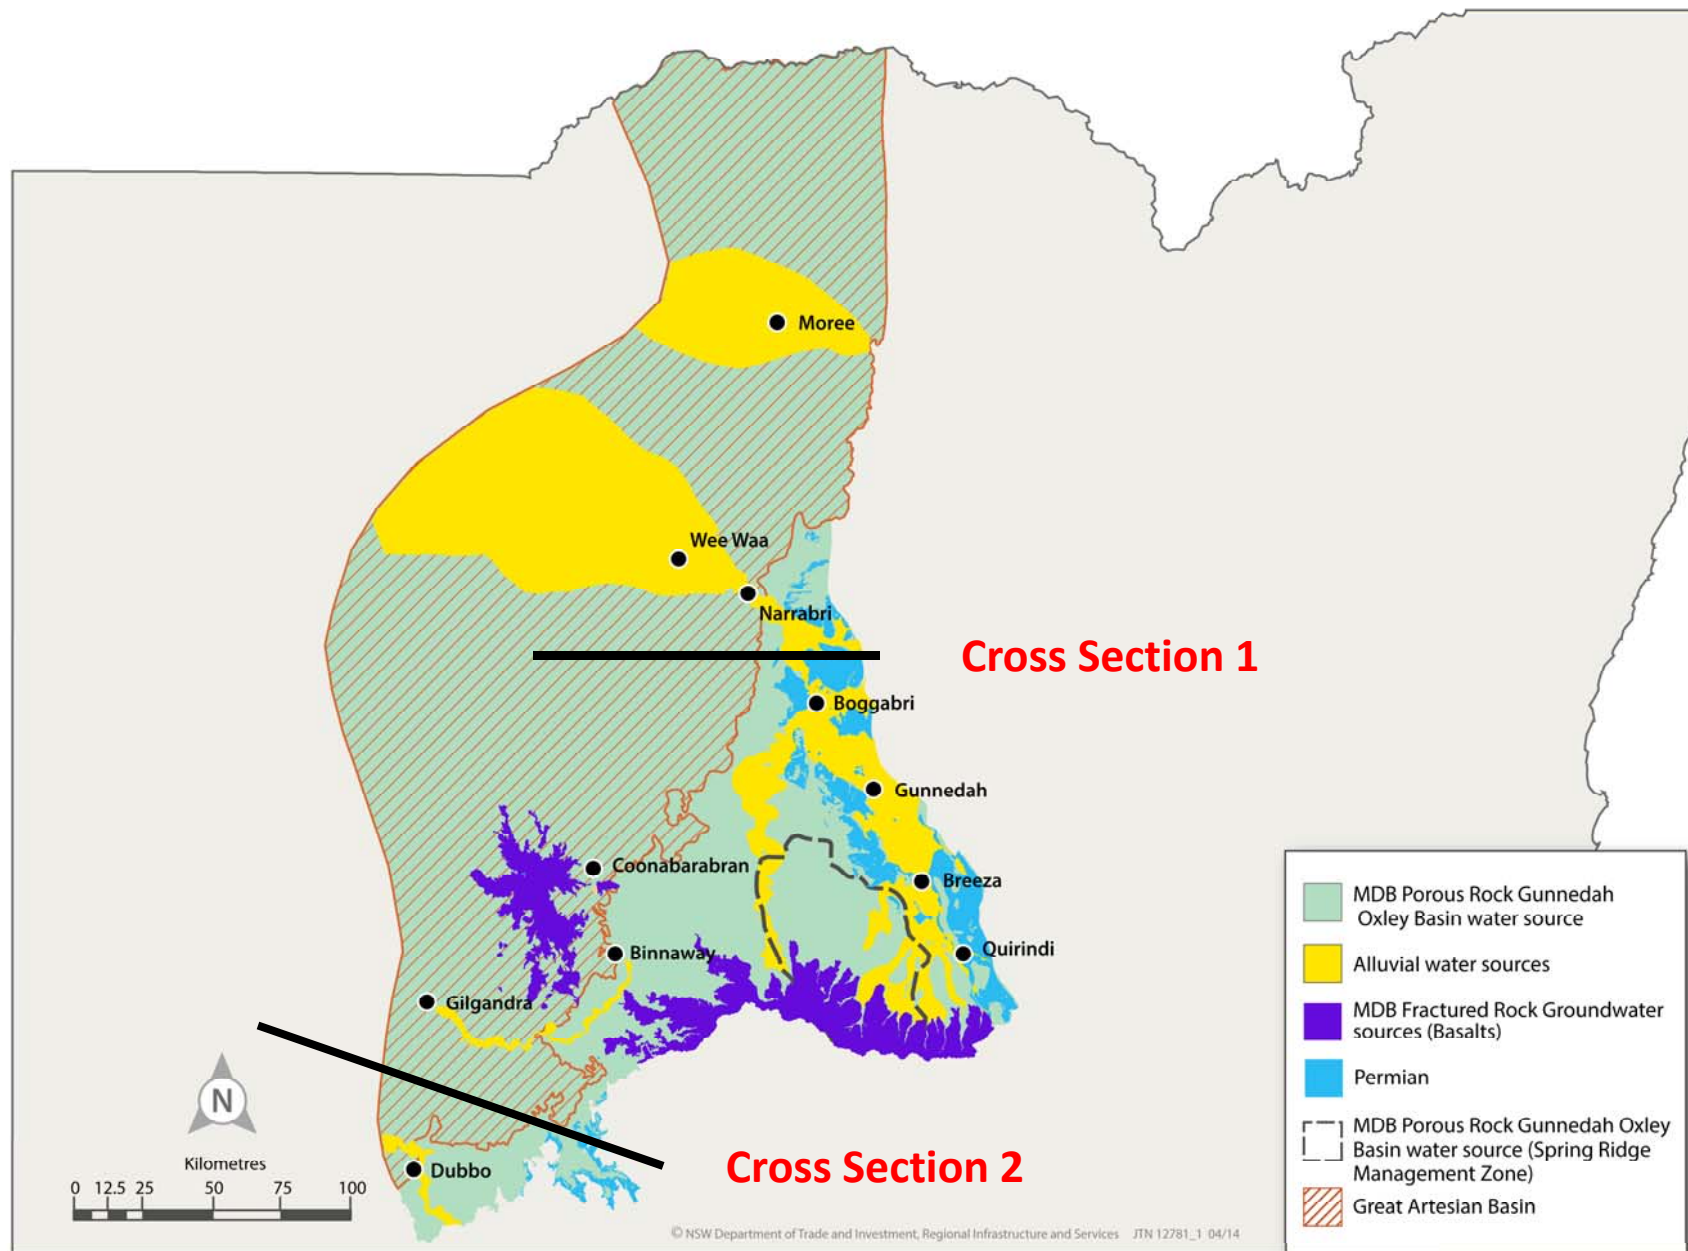 Moree
Wee Waa
Narrabri
Cross Section 1
Boggabri
Gunnedah
Coonabarabran
Breeza
Binnaway
Quirindi
Gilgandra
Cross Section 2
Dubbo
N
Kilometres
0 12.5 25 50 75 100
MDB Porous Rock Gunnedah
Oxley Basin water source
Alluvial water sources
MDB Fractured Rock Groundwater
sources (Basalts)
Permian
MDB Porous Rock Gunnedah Oxley
Basin water source (Spring Ridge
Management Zone)
Great Artesian Basin
© NSW Department of Trade and Investment, Regional Infrastructure and Services JTN 12781_1 04/14